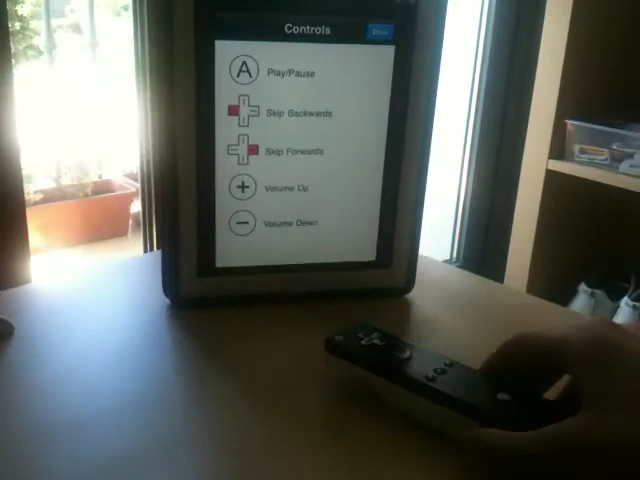 Controls
Done
A Play/Pause
Skip Backwards
Skip Forwards
+ Volume Up
− Volume Down